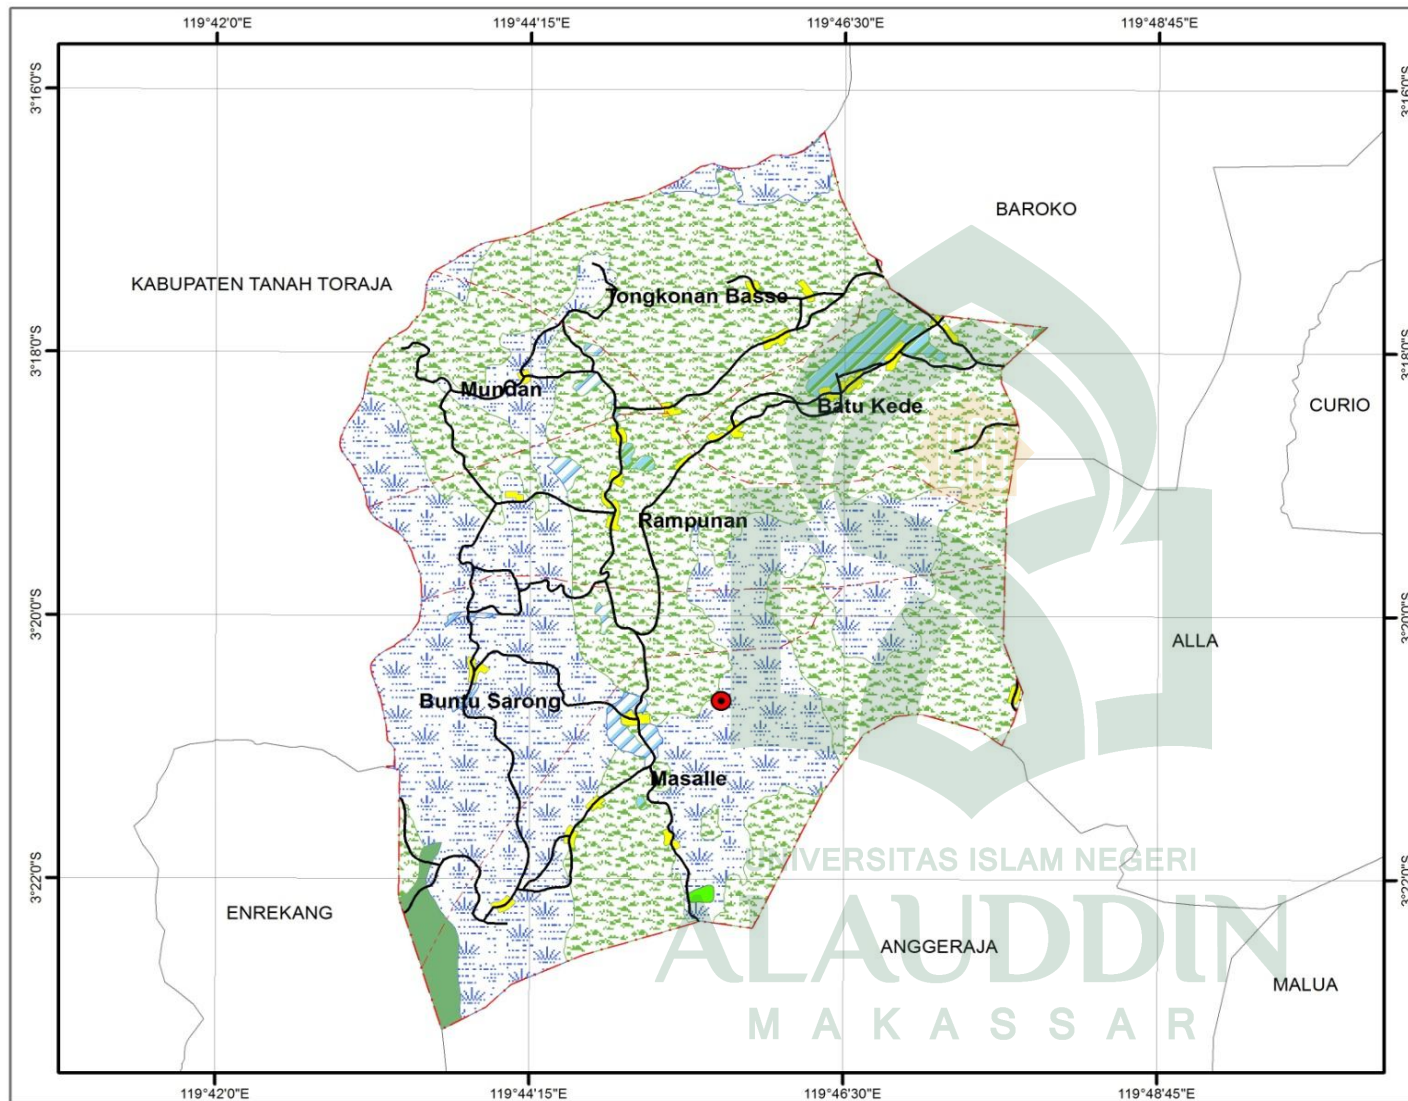 119°42'0"E
119°44'15"E
119°46'30"E
119°48'45"E
3°16'0"S
3°16'0"S
BAROKO
KABUPATEN TANAH TORAJA
Tongkonan Basse
3°18'0"S
3°18'0"S
Mundan
Batu Kede
CURIO
Rampunan
3°20'0"S
3°20'0"S
ALLA
Buntu Sarong
Masalle
UNIVERSITAS ISLAM NEGERI
3°22'0"S
3°22'0"S
ENREKANG
ALAUDDIN
ANGGERAJA
MALUA
MAKASSAR
119°42'0"E
119°44'15"E
119°46'30"E
119°48'45"E